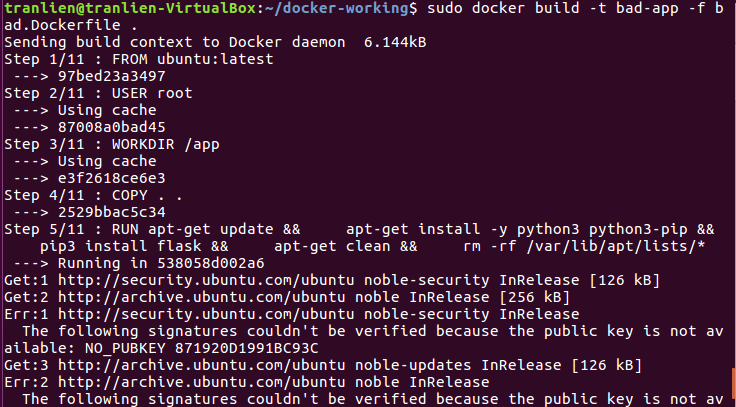 tranlien@tranlien-VirtualBox:~/docker-working$ sudo docker build -t bad-app -f b
ad.Dockerfile .
Sending build context to Docker daemon  6.144kB
Step 1/11 : FROM ubuntu:latest
 ---> 97bed23a3497
Step 2/11 : USER root
 ---> Using cache
 ---> 87008a0bad45
Step 3/11 : WORKDIR /app
 ---> Using cache
 ---> e3f2618ce6e3
Step 4/11 : COPY . .
 ---> 2529bbac5c34
Step 5/11 : RUN apt-get update &&     apt-get install -y python3 python3-pip &&
    pip3 install flask &&     apt-get clean &&     rm -rf /var/lib/apt/lists/*
 ---> Running in 538058d002a6
Get:1 http://security.ubuntu.com/ubuntu noble-security InRelease [126 kB]
Get:2 http://archive.ubuntu.com/ubuntu noble InRelease [256 kB]
Err:1 http://security.ubuntu.com/ubuntu noble-security InRelease
  The following signatures couldn't be verified because the public key is not av
ailable: NO_PUBKEY 871920D1991BC93C
Get:3 http://archive.ubuntu.com/ubuntu noble-updates InRelease [126 kB]
Err:2 http://archive.ubuntu.com/ubuntu noble InRelease
  The following signatures couldn't be verified because the public key is not av